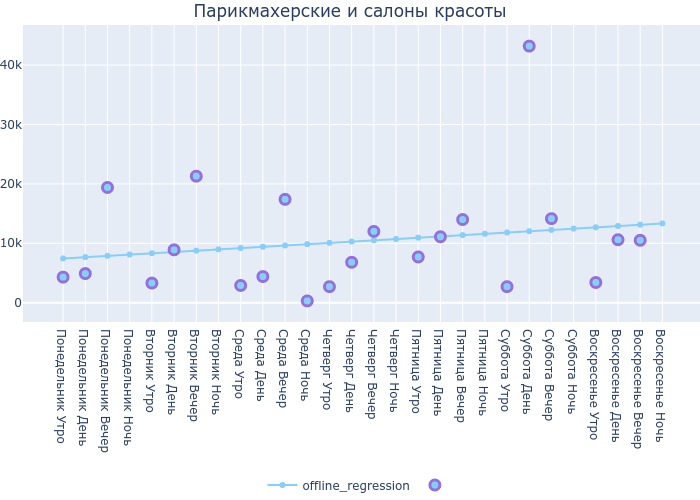 Парикмахерские и салоны красоты
40k
30k
20k
10k
0
Понедельник Утро
Понедельник День
Понедельник Вечер
Понедельник Ночь
Вторник Утро
Вторник День
Вторник Вечер
Вторник Ночь
Среда Утро
Среда День
Среда Вечер
Среда Ночь
Четверг Утро
Четверг День
Четверг Вечер
Четверг Ночь
Пятница Утро
Пятница День
Пятница Вечер
Пятница Ночь
Суббота Утро
Суббота День
Суббота Вечер
Суббота Ночь
Воскресенье Утро
Воскресенье День
Воскресенье Вечер
Воскресенье Ночь
offline_regression